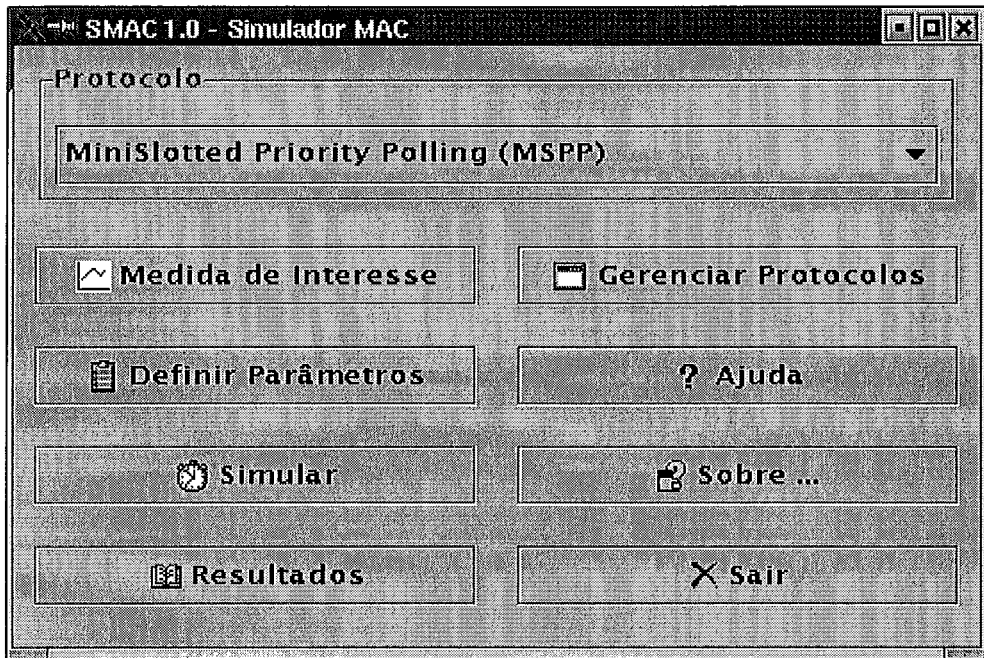 SMAC 1.0 - Simulador MAC
Protocolo
MiniSlotted Priority Polling (MSPP)
Medida de Interesse
Gerenciar Protocolos
Definir Parâmetros
? Ajuda
Simular
Sobre ...
Resultados
Sair